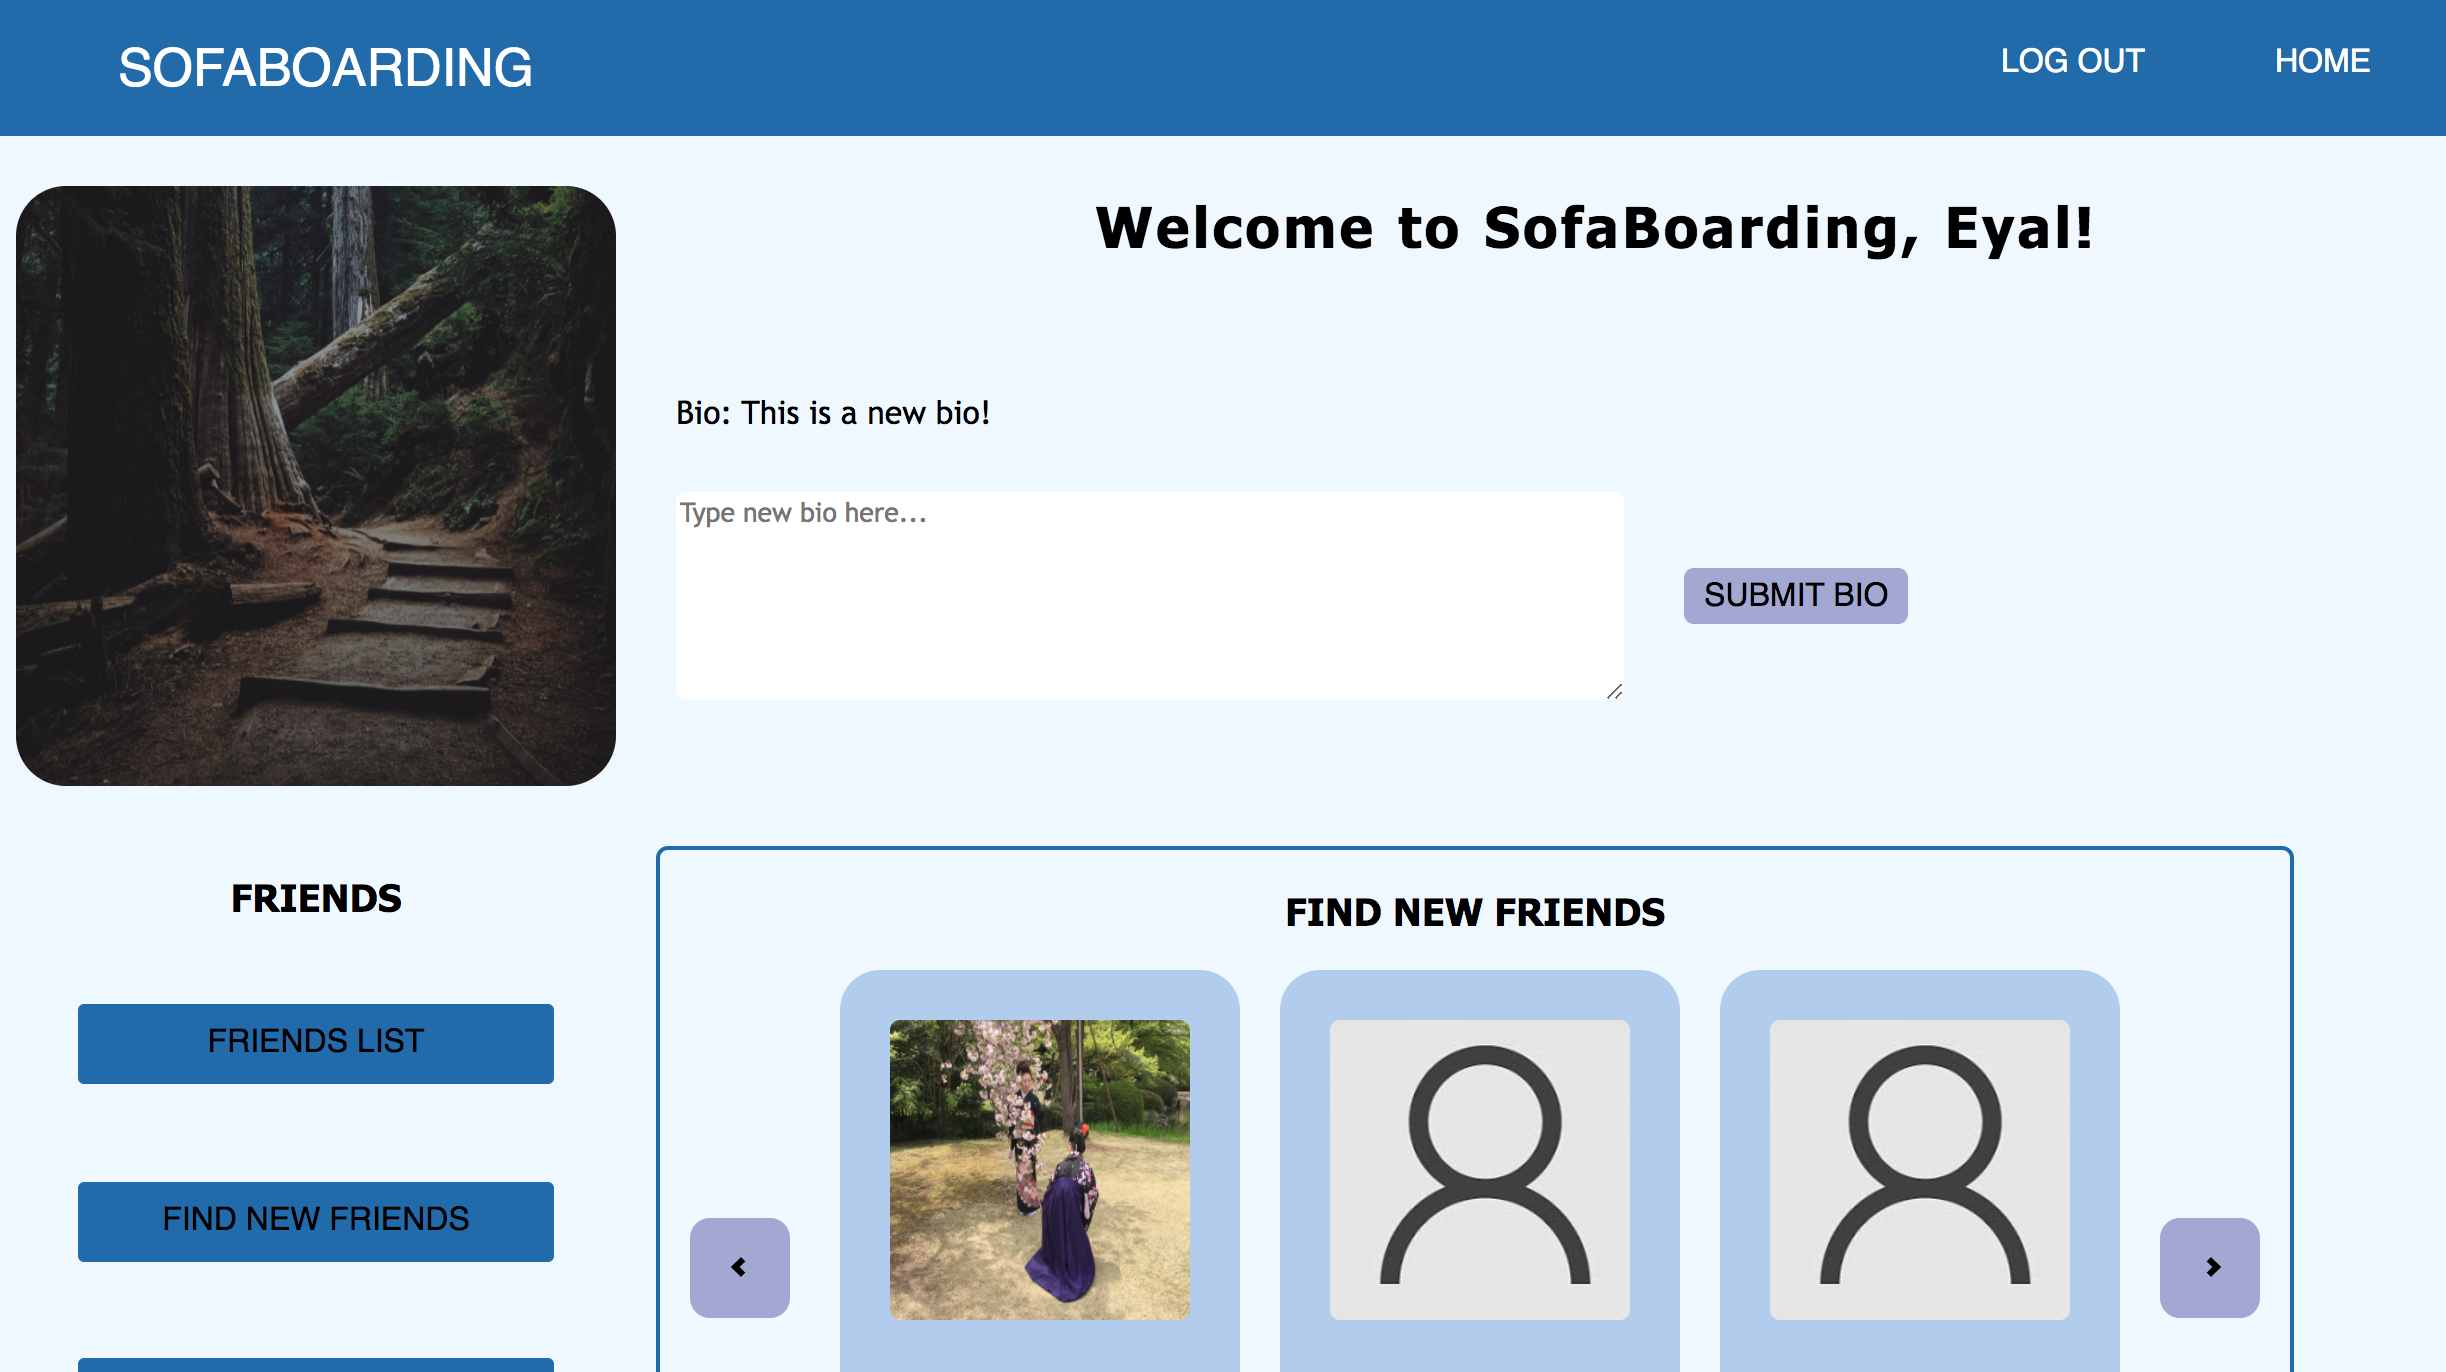 SOFABOARDING
LOG OUT
HOME
Welcome to SofaBoarding, Eyal!
Bio: This is a new bio!
Type new bio here...
SUBMIT BIO
FRIENDS
FRIENDS LIST
FIND NEW FRIENDS
FIND NEW FRIENDS